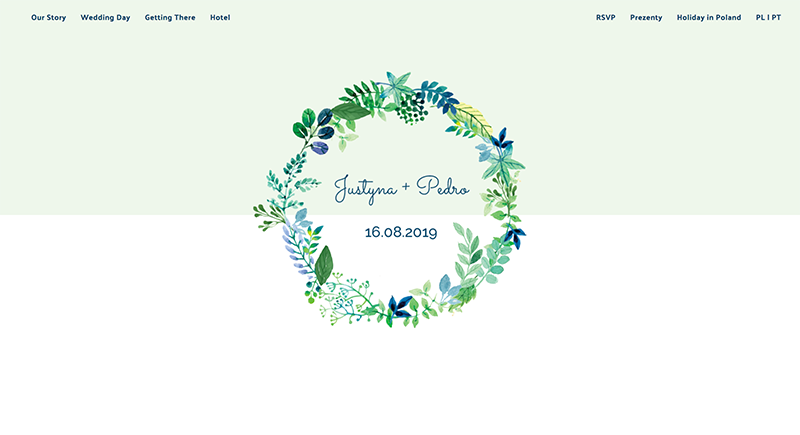 Our Story Wedding Day Getting There Hotel RSVP Prezenty Holiday in Poland PL | PT
Justyna + Pedro
16.08.2019